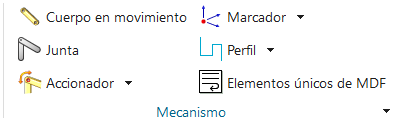 Cuerpo en movimiento
Marcador
Junta
Perfil
Accionador
Elementos únicos de MDF
Mecanismo